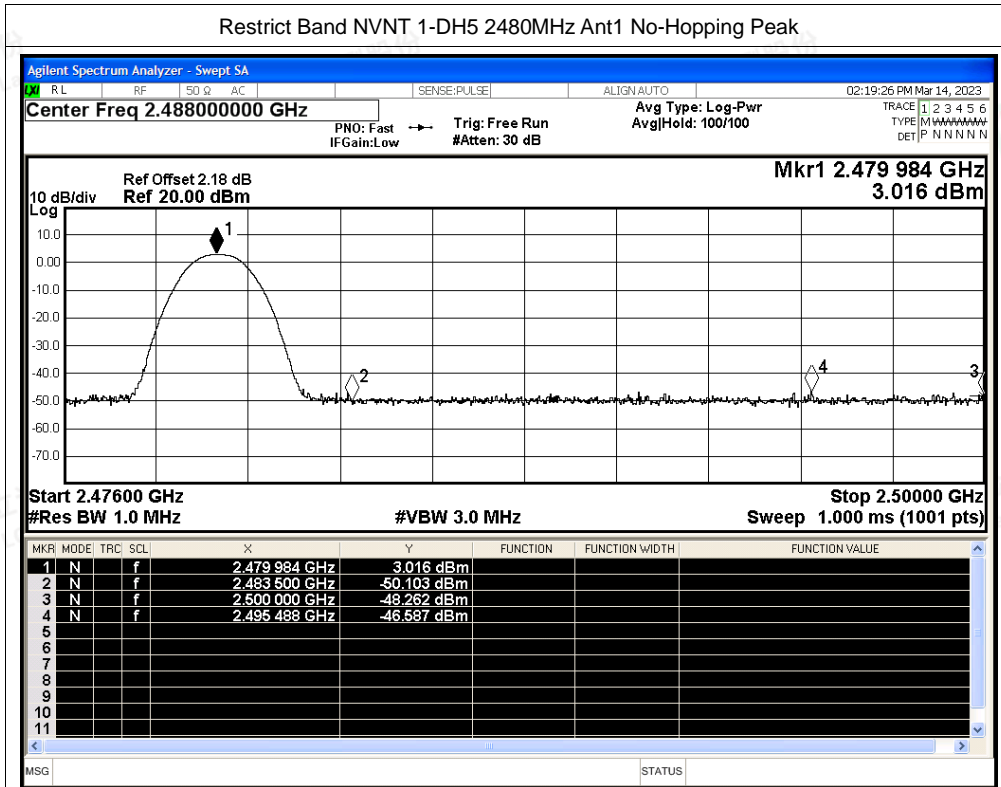 Restrict Band NVNT 1-DH5 2480MHz Ant1 No-Hopping Peak
Agilent Spectrum Analyzer - Swept SA
LXI RL RF 50 Ω AC SENSE:PULSE ALIGN AUTO 02:19:26 PM Mar 14, 2023
Center Freq 2.488000000 GHz
PNO: Fast
IFGain:Low
Trig: Free Run
#Atten: 30 dB
Avg Type: Log-Pwr
Avg|Hold: 100/100
TRACE 1 2 3 4 5 6
TYPE M WWWWW
DET P N N N N N
Mkr1 2.479 984 GHz
3.016 dBm
Ref Offset 2.18 dB
10 dB/div Ref 20.00 dBm
Log
10.0
0.00
-10.0
-20.0
-30.0
-40.0
-50.0
-60.0
-70.0
1
2
4
3
Start 2.47600 GHz Stop 2.50000 GHz
#Res BW 1.0 MHz #VBW 3.0 MHz Sweep 1.000 ms (1001 pts)
MKR MODE TRC SCL X Y FUNCTION FUNCTION WIDTH FUNCTION VALUE
1 N f 2.479 984 GHz 3.016 dBm
2 N f 2.483 500 GHz -50.103 dBm
3 N f 2.500 000 GHz -48.262 dBm
4 N f 2.495 488 GHz -46.587 dBm
5
6
7
8
9
10
11
MSG STATUS